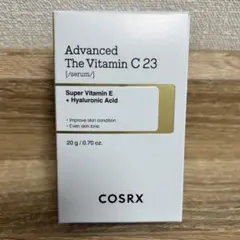 Advanced
The Vitamin C 23
[/serum/]
Super Vitamin E
+ Hyaluronic Acid
• Improve skin condition
• Even skin tone
20 g / 0.70 oz.
COSRX